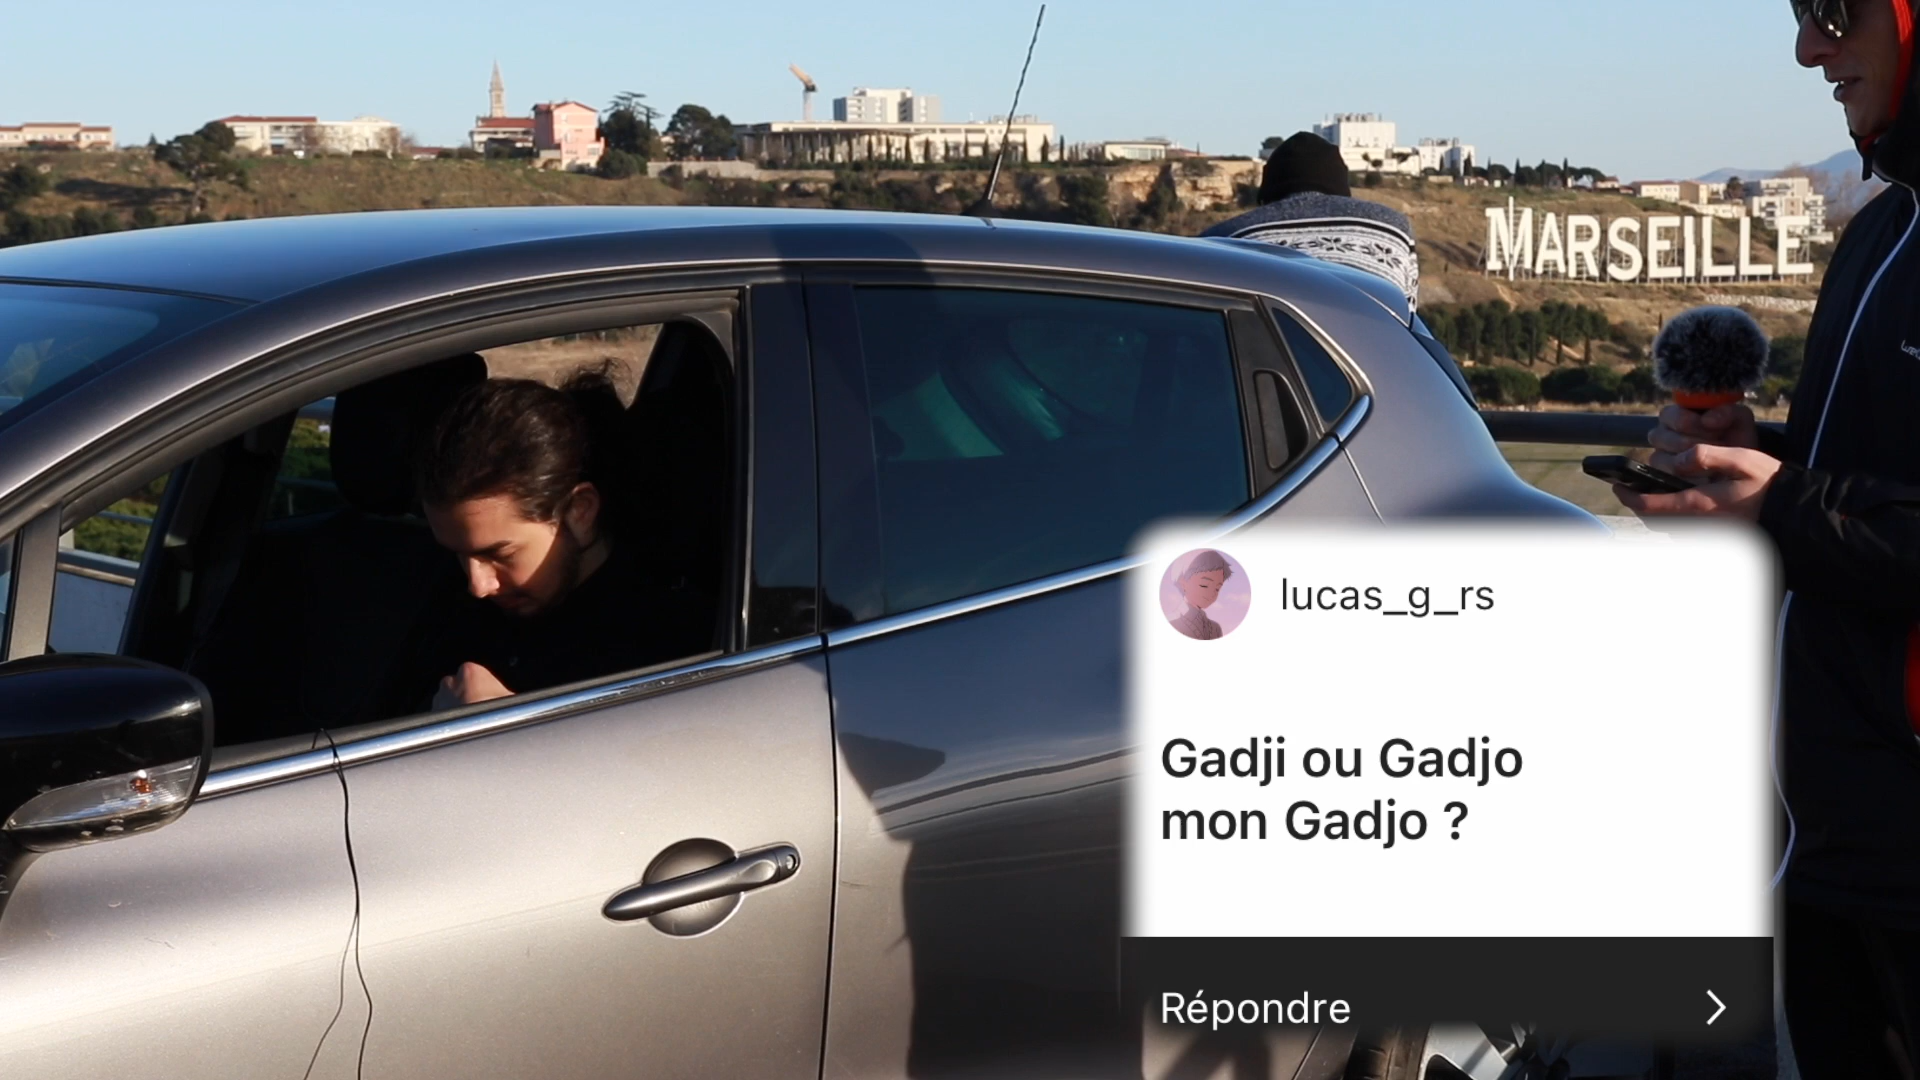 MARSEILLE
lucas_g_rs
Gadji ou Gadjo
mon Gadjo ?
Répondre